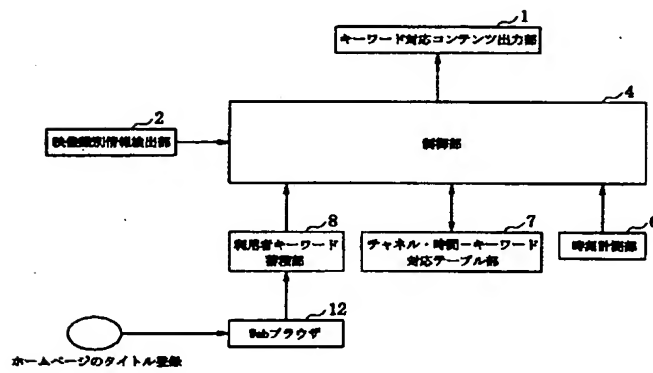 1
キーワード対応コンテンツ出力部
4
2
映像識別情報検出部
制御部
8
利用者キーワード
蓄積部
7
チャネル・時間ーキーワード
対応テーブル部
6
時刻計測部
12
Webブラウザ
ホームページのタイトル登録